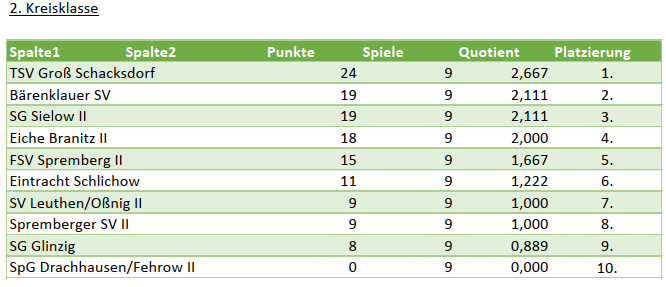 2. Kreisklasse
Spalte1 Spalte2 Punkte Spiele Quotient Platzierung
TSV Groß Schacksdorf 24 9 2,667 1.
Bärenklauer SV 19 9 2,111 2.
SG Sielow II 19 9 2,111 3.
Eiche Branitz II 18 9 2,000 4.
FSV Spremberg II 15 9 1,667 5.
Eintracht Schlichow 11 9 1,222 6.
SV Leuthen/Oßnig II 9 9 1,000 7.
Spremberger SV II 9 9 1,000 8.
SG Glinzig 8 9 0,889 9.
SpG Drachhausen/Fehrow II 0 9 0,000 10.